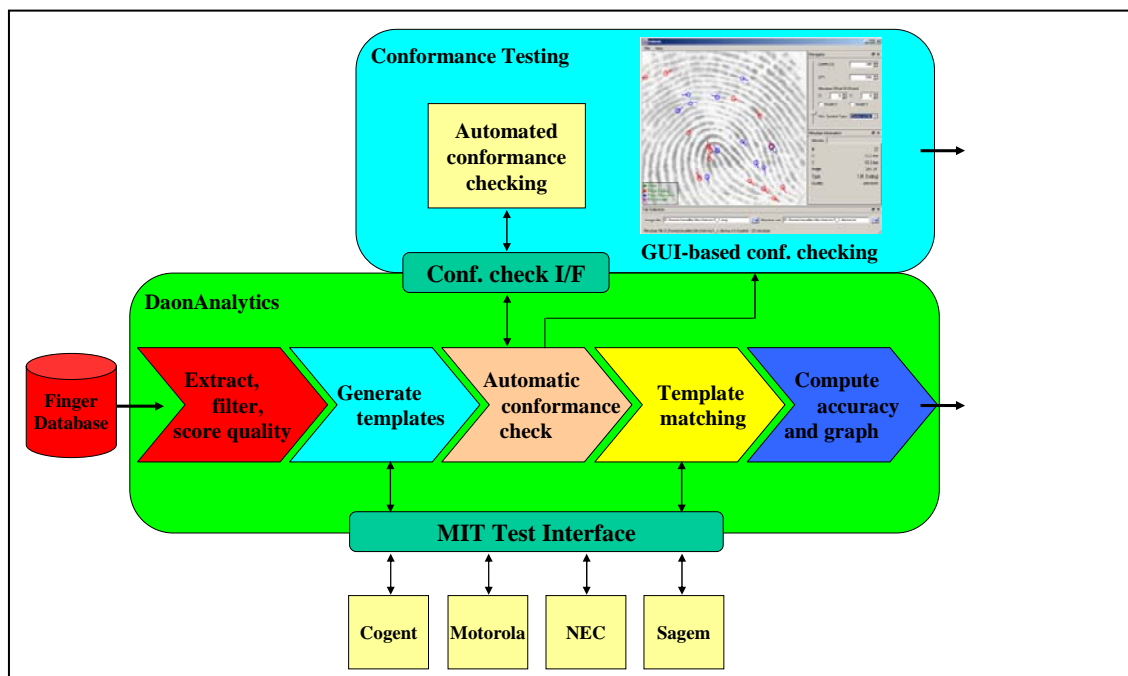 Conformance Testing
Automated
conformance
checking
GUI-based conf. checking
Conf. check I/F
DaonAnalytics
Finger
Database
Extract,
filter,
score quality
Generate
templates
Automatic
conformance
check
Template
matching
Compute
accuracy
and graph
MIT Test Interface
Cogent
Motorola
NEC
Sagem